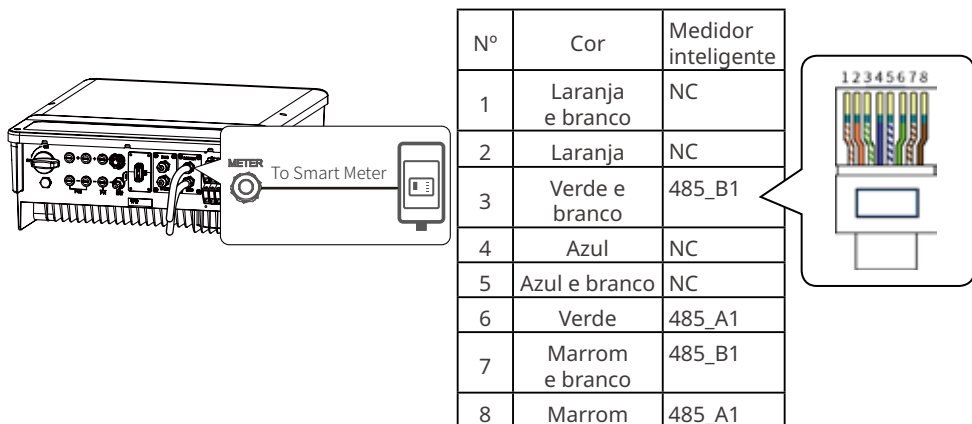 METER
To Smart Meter
Nº Cor Medidor
inteligente
1 Laranja
e branco NC
2 Laranja NC
3 Verde e
branco 485_B1
4 Azul NC
5 Azul e branco NC
6 Verde 485_A1
7 Marrom
e branco 485_B1
8 Marrom 485_A1
12345678